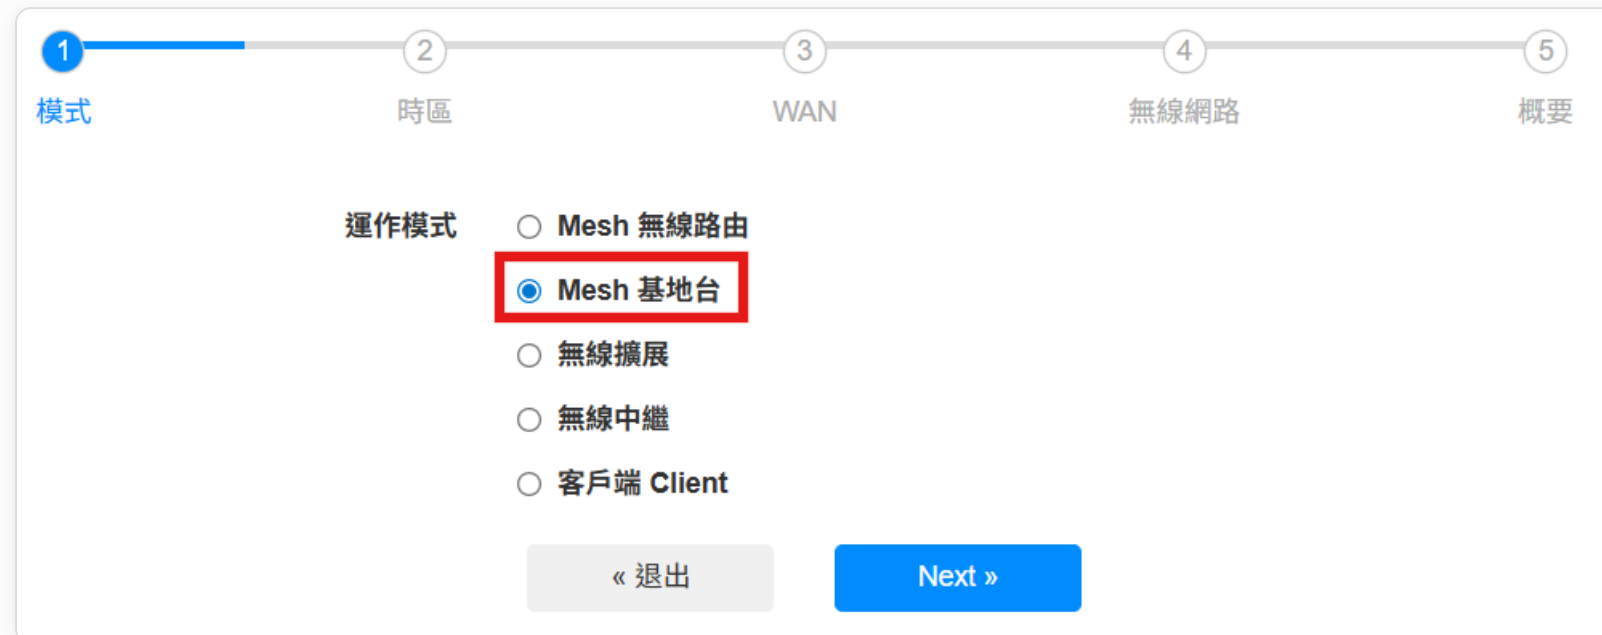 1 2 3 4 5
模式 時區 WAN 無線網路 概要
運作模式 Mesh 無線路由
Mesh 基地台
無線擴展
無線中繼
客戶端 Client
« 退出 Next »